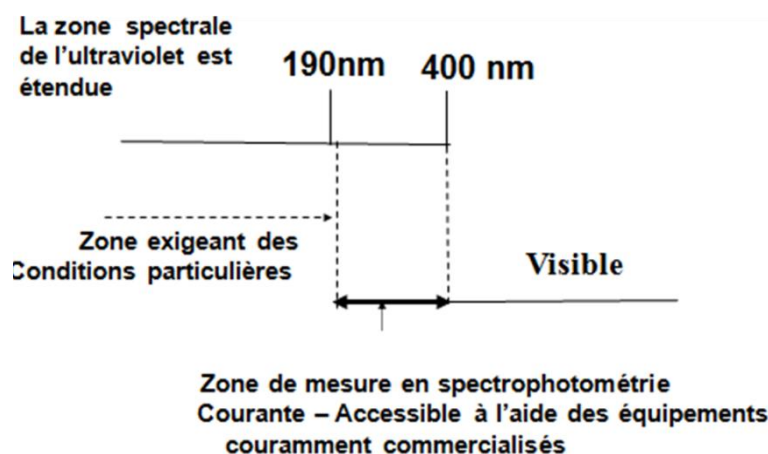 La zone spectrale
de l'ultraviolet est
étendue
190nm 400 nm
Zone exigeant des
Conditions particulières
Visible
Zone de mesure en spectrophotométrie
Courante – Accessible à l'aide des équipements
couramment commercialisés